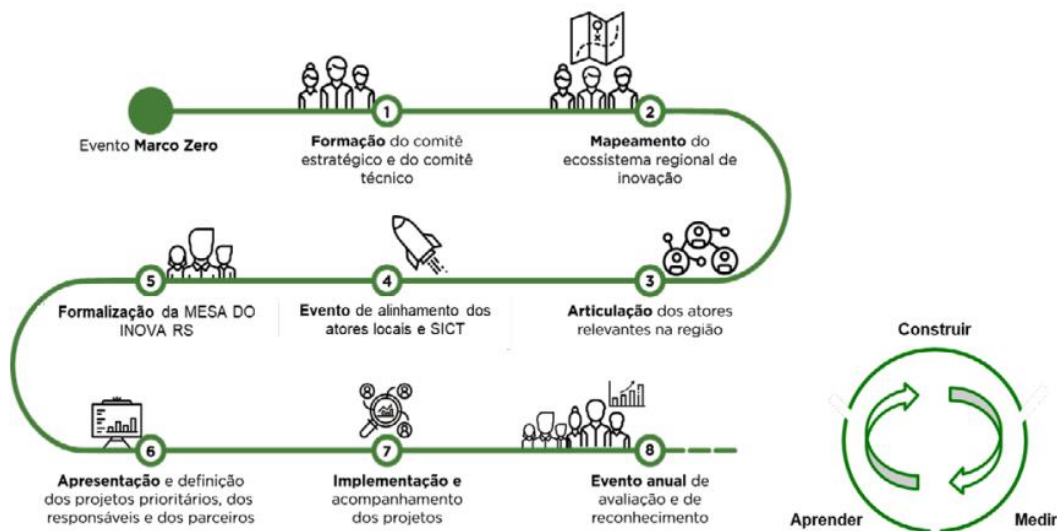 Evento Marco Zero
1
Formação do comitê
estratégico e do comitê
técnico
2
Mapeamento do
ecossistema regional de
inovação
3
Articulação dos atores
relevantes na região
4
Evento de alinhamento dos
atores locais e SICT
5
Formalização da MESA DO
INOVA RS
6
Apresentação e definição
dos projetos prioritários, dos
responsáveis e dos parceiros
7
Implementação e
acompanhamento
dos projetos
8
Evento anual de
avaliação e de
reconhecimento
Construir
Aprender
Medir